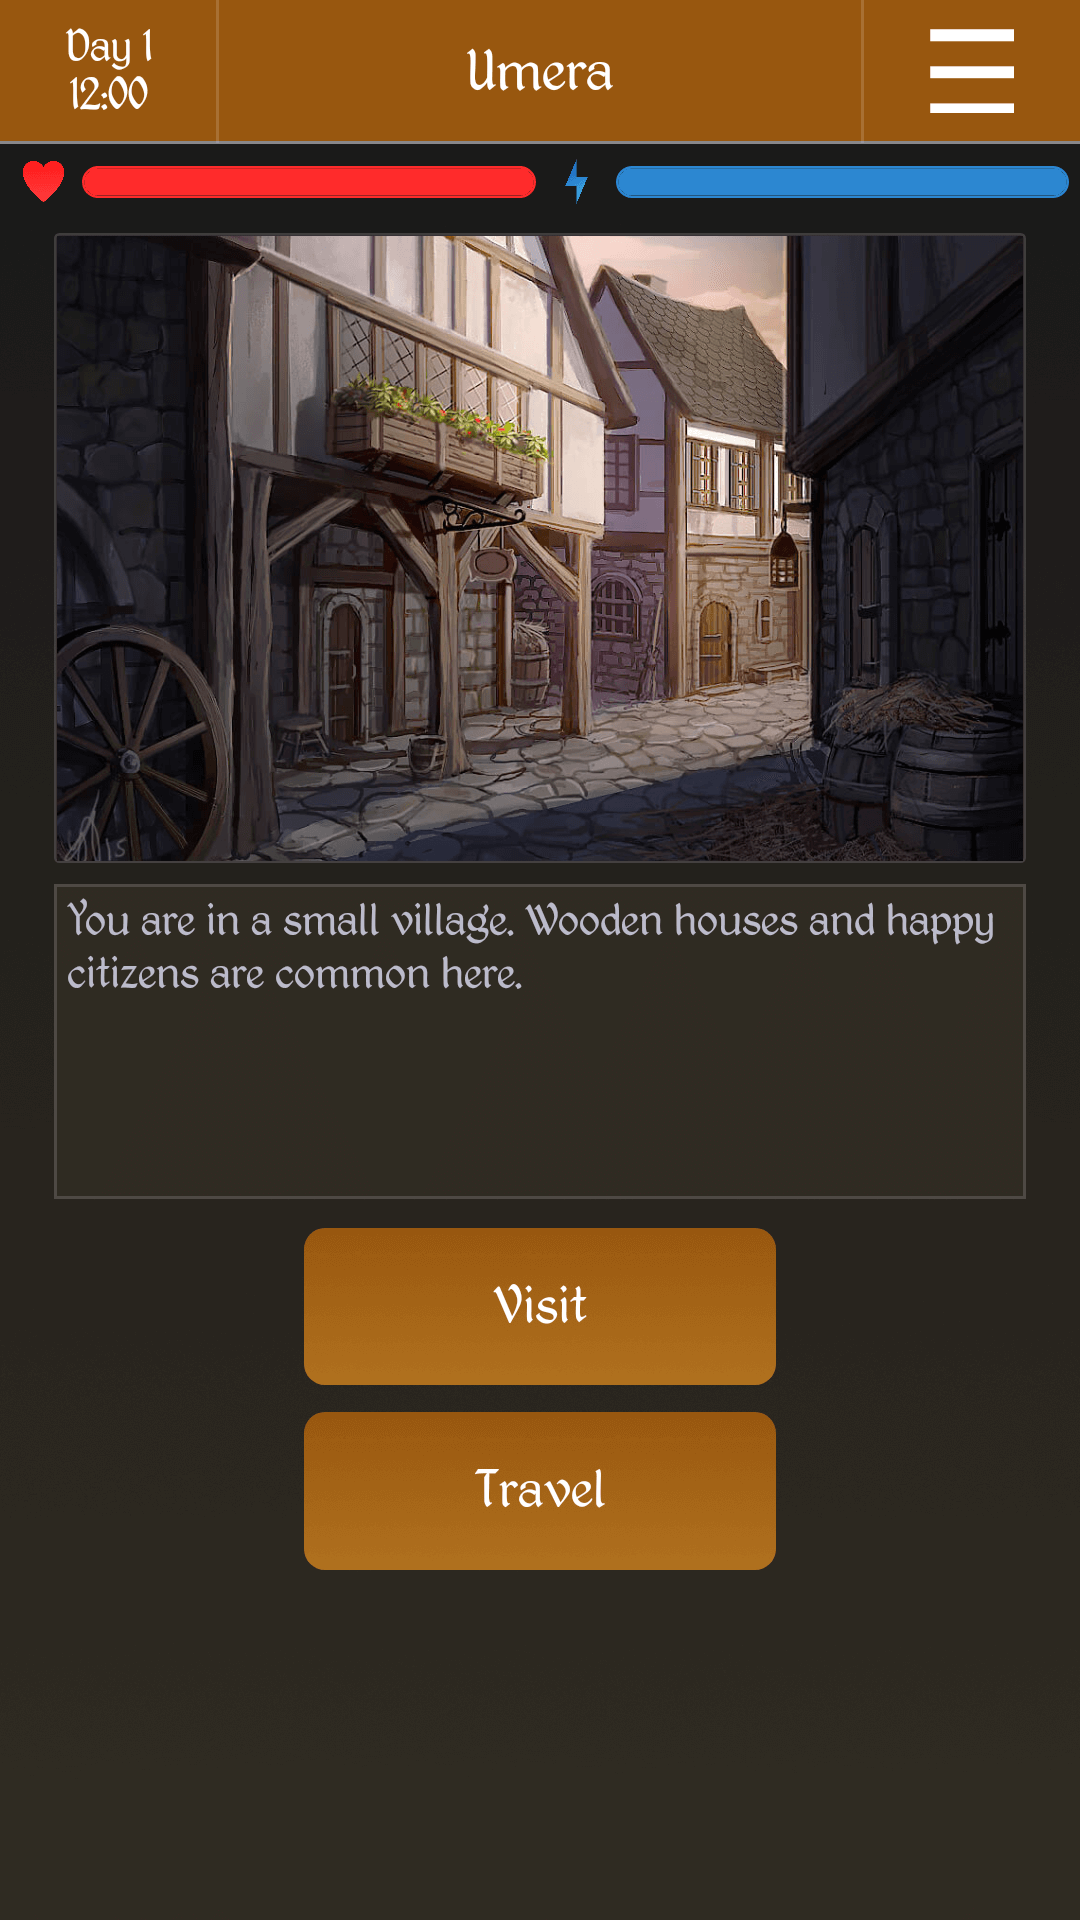 Day 1
12:00
Umera
You are in a small village. Wooden houses and happy
citizens are common here.
Visit
Travel